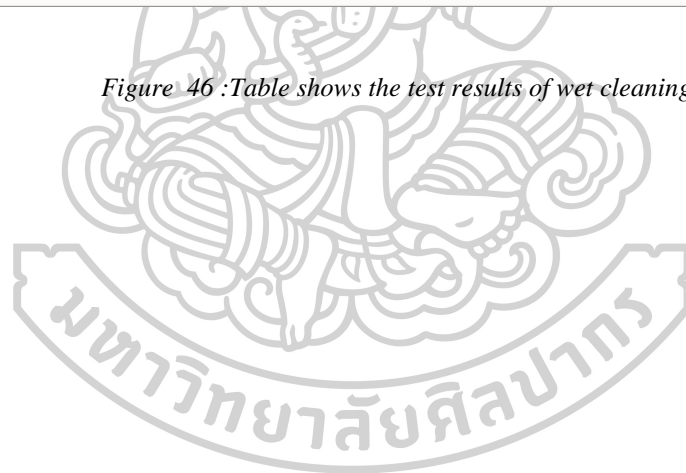 Figure 46 :Table shows the test results of wet cleaning
มหาวิทยาลัยศิลปากร